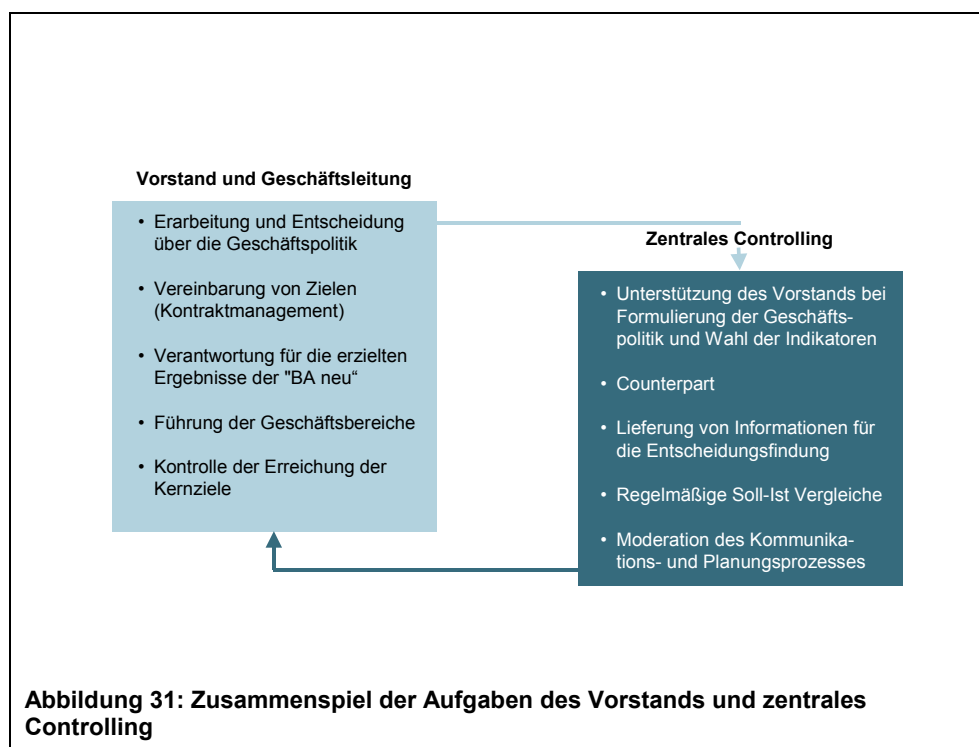 Vorstand und Geschäftsleitung
• Erarbeitung und Entscheidung
über die Geschäftspolitik
• Vereinbarung von Zielen
(Kontraktmanagement)
• Verantwortung für die erzielten
Ergebnisse der "BA neu“
• Führung der Geschäftsbereiche
• Kontrolle der Erreichung der
Kernziele
Zentrales Controlling
• Unterstützung des Vorstands bei
Formulierung der Geschäfts-
politik und Wahl der Indikatoren
• Counterpart
• Lieferung von Informationen für
die Entscheidungsfindung
• Regelmäßige Soll-Ist Vergleiche
• Moderation des Kommunika-
tions- und Planungsprozesses
Abbildung 31: Zusammenspiel der Aufgaben des Vorstands und zentrales
Controlling